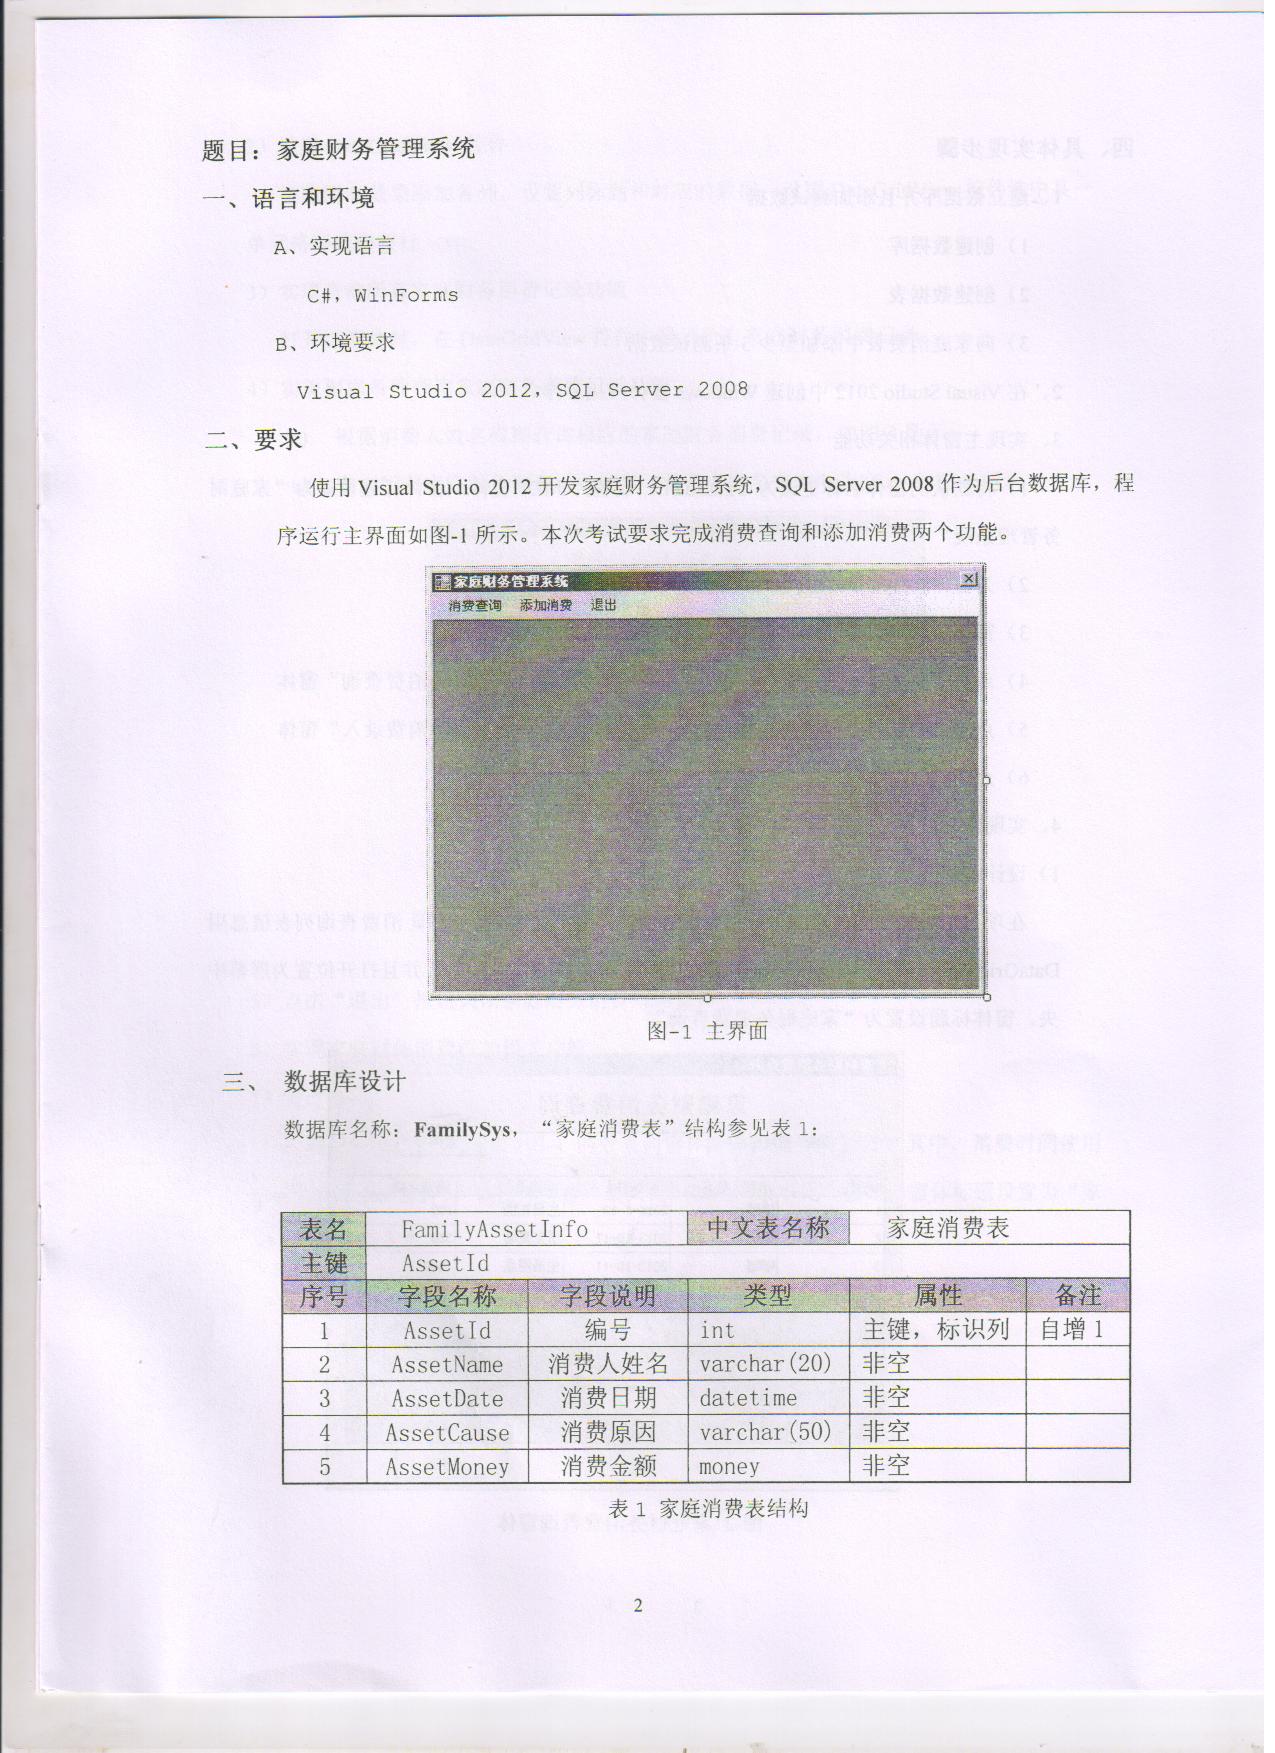 题目：家庭财务管理系统
一、语言和环境
A、实现语言
C#，WinForms
B、环境要求
Visual Studio 2012，SQL Server 2008
二、要求
使用 Visual Studio 2012 开发家庭财务管理系统，SQL Server 2008 作为后台数据库，程
序运行主界面如图-1 所示。本次考试要求完成消费查询和添加消费两个功能。
家庭财务管理系统
消费查询 添加消费 退出
图-1 主界面
三、 数据库设计
数据库名称：FamilySys，“家庭消费表”结构参见表 1：
表名 FamilyAssetInfo 中文表名称 家庭消费表
主键 AssetId
序号 字段名称 字段说明 类型 属性 备注
1 AssetId 编号 int 主键，标识列 自增 1
2 AssetName 消费人姓名 varchar(20) 非空
3 AssetDate 消费日期 datetime 非空
4 AssetCause 消费原因 varchar(50) 非空
5 AssetMoney 消费金额 money 非空
表 1 家庭消费表结构
2